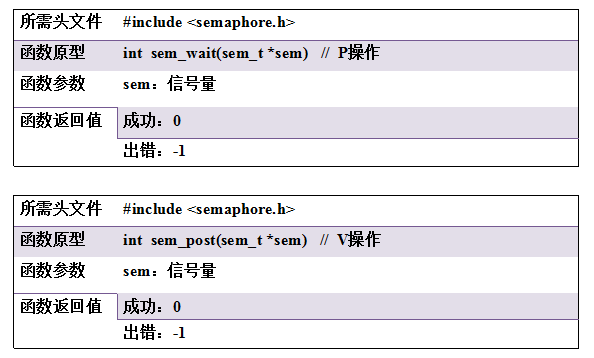 所需头文件 #include <semaphore.h>
函数原型 int sem_wait(sem_t *sem) // P操作
函数参数 sem：信号量
函数返回值 成功：0
出错：-1
所需头文件 #include <semaphore.h>
函数原型 int sem_post(sem_t *sem) // V操作
函数参数 sem：信号量
函数返回值 成功：0
出错：-1